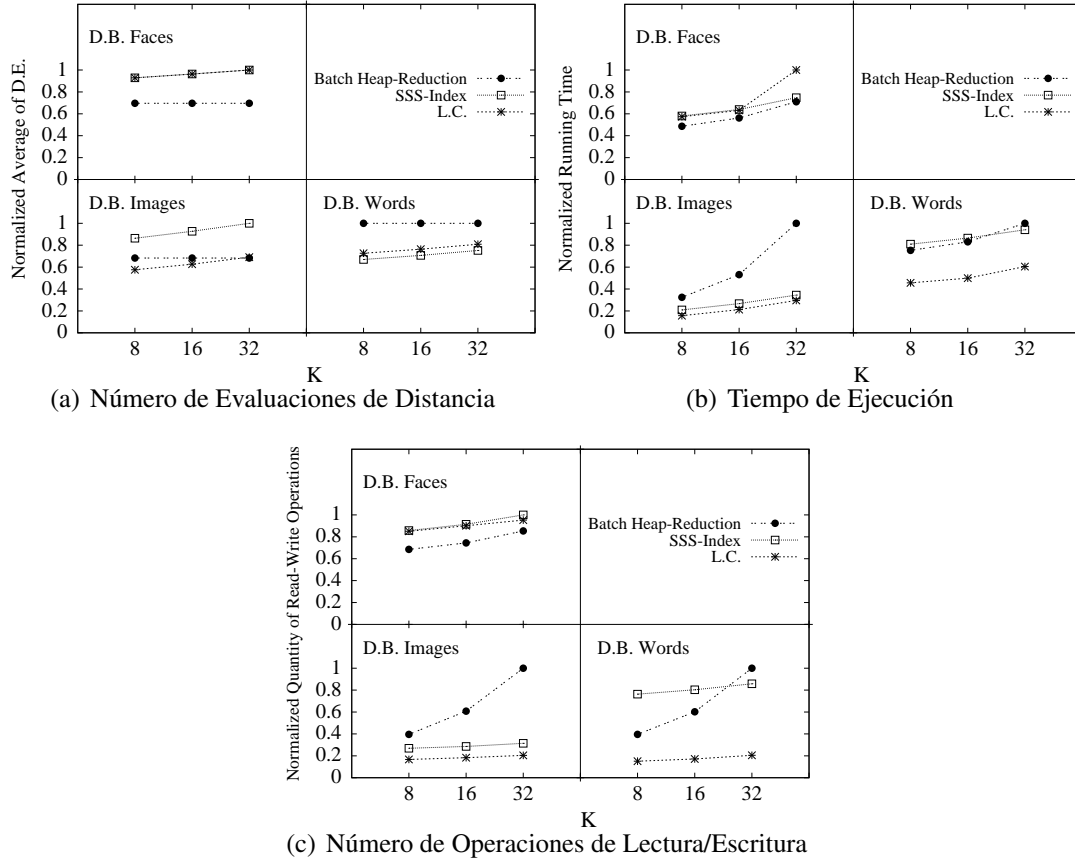 D.B. Faces
1
0.8
0.6
0.4
0.2
0
Batch Heap-Reduction
SSS-Index
L.C.
D.B. Images
1
0.8
0.6
0.4
0.2
0
D.B. Words
8 16 32 8 16 32
K
Normalized Average of D.E.
(a) Número de Evaluaciones de Distancia
D.B. Faces
1
0.8
0.6
0.4
0.2
0
Batch Heap-Reduction
SSS-Index
L.C.
D.B. Images
1
0.8
0.6
0.4
0.2
0
D.B. Words
8 16 32 8 16 32
K
Normalized Running Time
(b) Tiempo de Ejecución
D.B. Faces
1
0.8
0.6
0.4
0.2
0
Batch Heap-Reduction
SSS-Index
L.C.
D.B. Images
1
0.8
0.6
0.4
0.2
0
D.B. Words
8 16 32 8 16 32
K
Normalized Quantity of Read-Write Operations
(c) Número de Operaciones de Lectura/Escritura